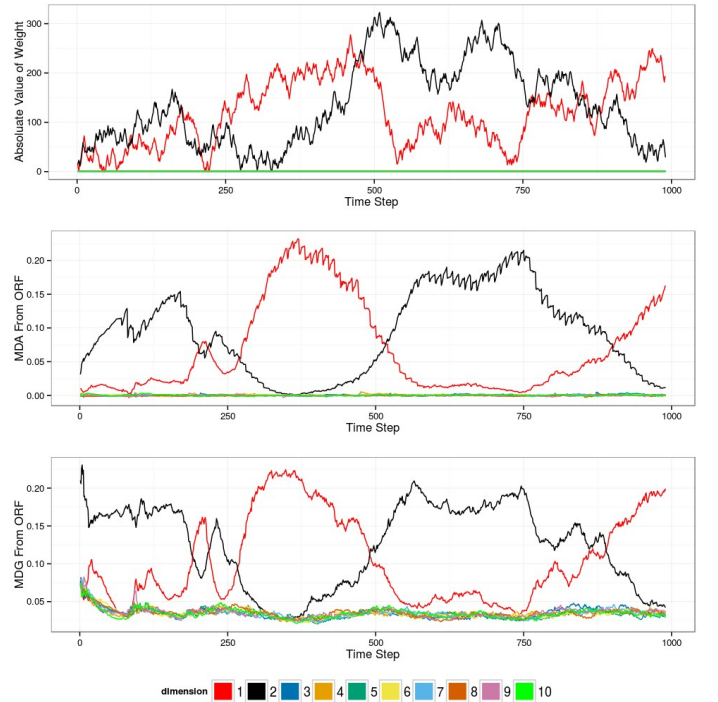 Absoluate Value of Weight
300
200
100
0
0 250 500 750 1000
Time Step
MDA From ORF
0.20
0.15
0.10
0.05
0.00
0 250 500 750 1000
Time Step
MDG From ORF
0.20
0.15
0.10
0.05
0 250 500 750 1000
Time Step
dimension 1 2 3 4 5 6 7 8 9 10